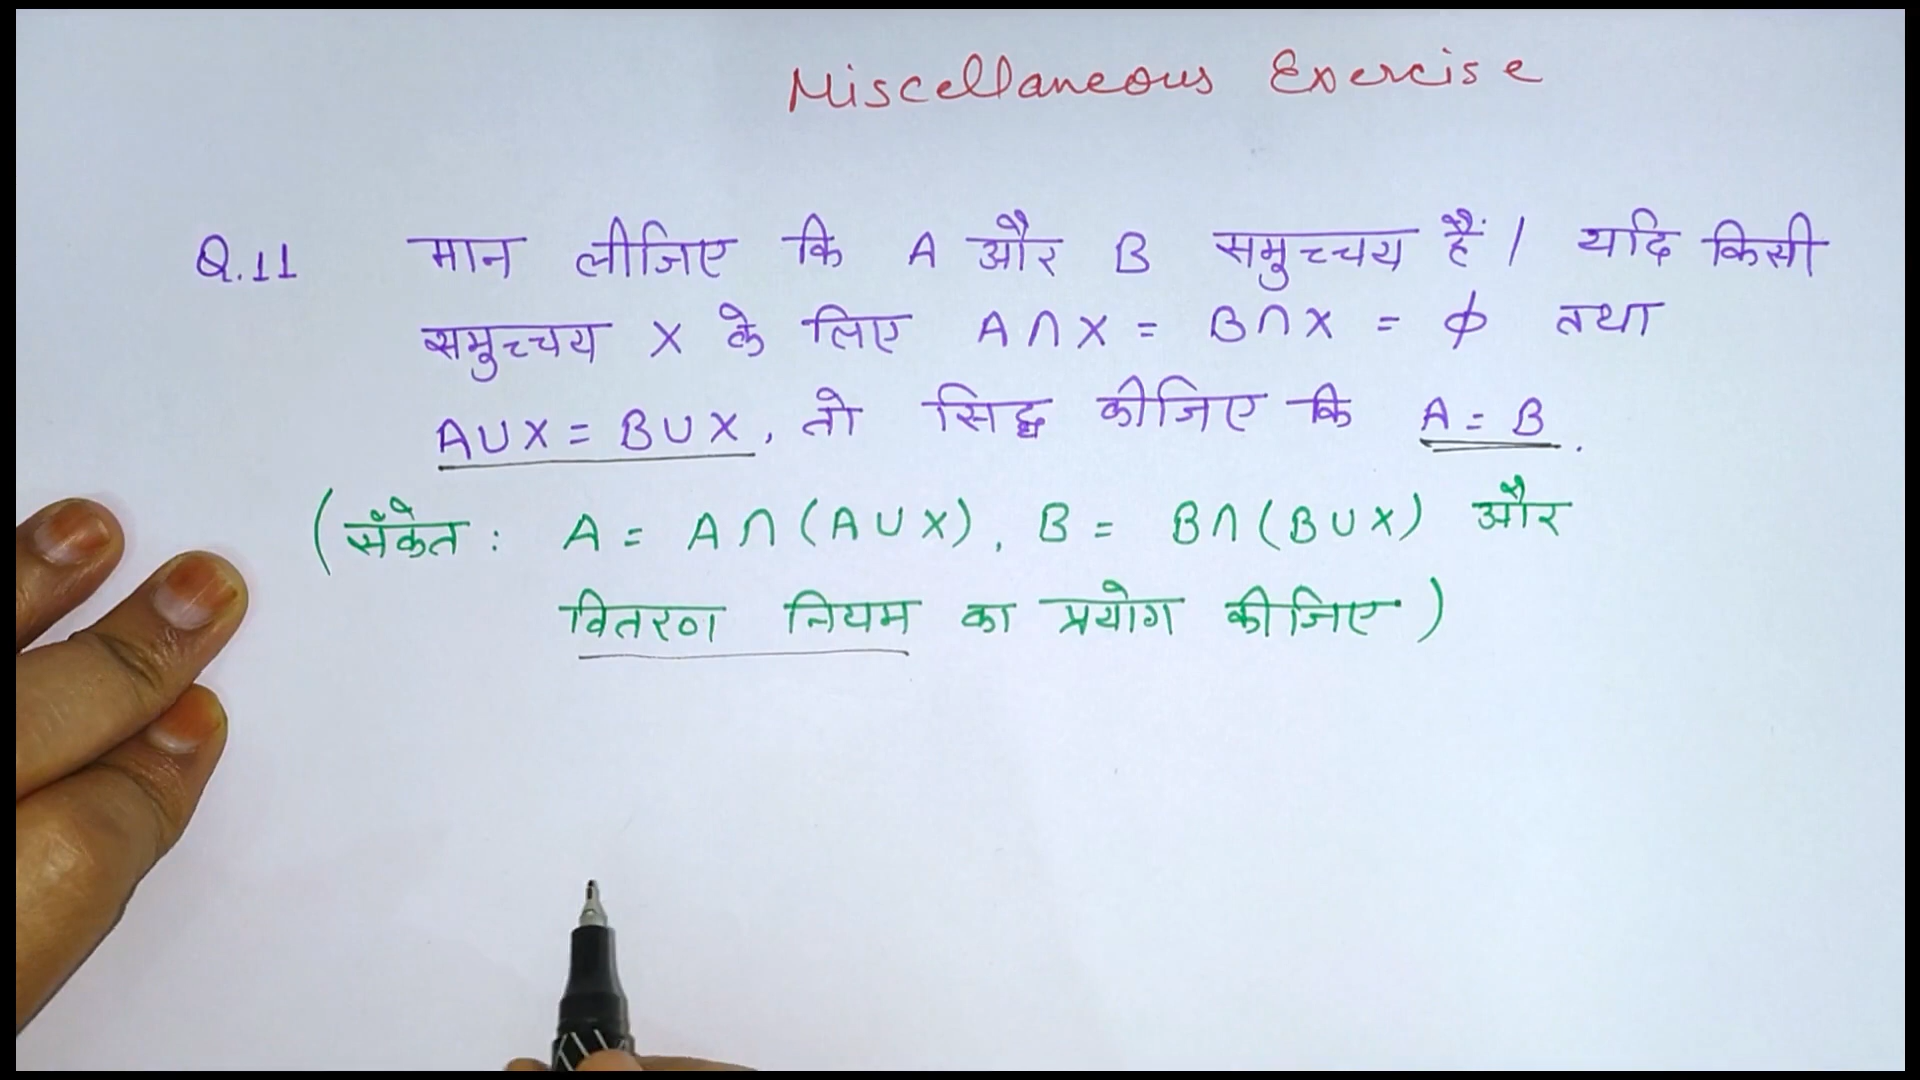 Miscellaneous Exercise
Q.11 मान लीजिए कि A और B समुच्चय हैं। यदि किसी
समुच्चय X के लिए A∩X = B∩X = ϕ तथा
A∪X = B∪X, तो सिद्ध कीजिए कि A = B.
(संकेत: A = A∩(A∪X), B = B∩(B∪X) और
वितरण नियम का प्रयोग कीजिए)